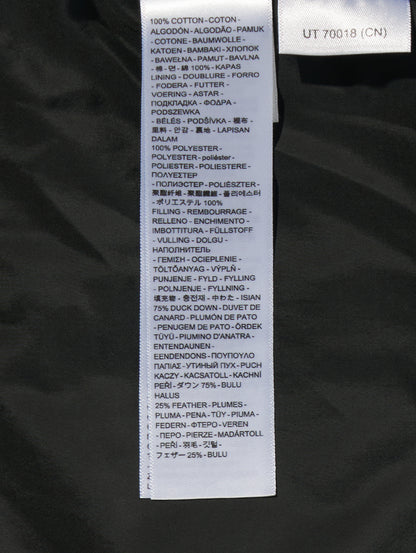 100% COTTON - COTON -
ALGODÓN - ALGODÃO - PAMUK
- COTONE - BAUMWOLLE -
KATOEN - BAMBAKI - ХЛОПОК
- BAWEŁNA - PAMUT - BAVLNA
- 棉 - 면 - 綿 100% - KAPAS
LINING - DOUBLURE - FORRO
- FODERA - FUTTER -
VOERING - ASTAR -
ПОДКЛАДКА - ΦΟΔΡΑ -
PODSZEWKA
- BÉLÉS - PODŠÍVKA - 裡布 -
里料 - 안감 - 裏地 - LAPISAN
DALAM
100% POLYESTER -
POLYESTER - poliéster -
POLIESTER - POLIESTERE -
ΠΟΛΥΕΣΤΕΡ
- ПОЛИЭСТЕР - POLIÉSZTER -
聚酯纖維 - 聚酯纤维 - 폴리에스터
- ポリエステル 100%
FILLING - REMBOURRAGE -
RELLENO - ENCHIMENTO -
IMBOTTITURA - FÜLLSTOFF
- VULLING - DOLGU -
НАПОЛНИТЕЛЬ
- ΓΕΜΙΣΗ - OCIEPLENIE -
TÖLTŐANYAG - VÝPLŇ -
PUNJENJE - FYLD - FYLLING -
POLNJENJE - FYLLNING -
填充物 - 충전재 - 中わた - ISIAN
75% DUCK DOWN - DUVET DE
CANARD - PLUMÓN DE PATO
- PENUGEM DE PATO - ÖRDEK
TÜYÜ - PIUMINO D'ANATRA -
ENTENDAUNEN -
EENDENDONS - ΠΟΥΠΟΥΛΟ
ΠΑΠΙΑΣ - УТИНЫЙ ПУХ - PUCH
KACZY - KACSATOLL - KACHNÍ
PEŘÍ - ダウン 75% - BULU
HALUS
25% FEATHER - PLUMES -
PLUMA - PENA - TÜY - PIUMA -
FEDERN - ΦΤΕΡΟ - VEREN
- ПЕРО - PIERZE - MADÁRTOLL
- PEŘÍ - 羽毛 - 깃털 -
フェザー 25% - BULU
UT 70018 (CN)